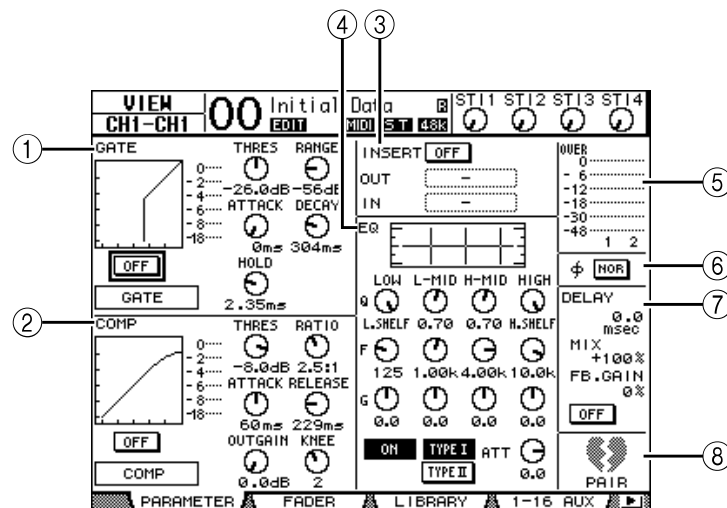 4 3
VIEW
CH1-CH1
00 Initial Data R
EDIT MIDI ST 48k
STI1 STI2 STI3 STI4
1
GATE
0
-2
-4
-6
-8
-18
THRES RANGE
-26.0dB -56dB
ATTACK DECAY
0ms 304ms
HOLD
2.35ms
OFF
GATE
2
COMP
0
-2
-4
-8
-18
THRES RATIO
-8.0dB 2.5:1
ATTACK RELEASE
60ms 229ms
OUTGAIN KNEE
0.0dB 2
OFF
COMP
INSERT OFF
OUT -
IN -
EQ
LOW L-MID H-MID HIGH
Q
L.SHELF 0.70 0.70 H.SHELF
F
125 1.00k 4.00k 10.0k
G
0.0 0.0 0.0 0.0
ON TYPE I ATT
TYPE II 0.0
OVER
0
-6
-12
-18
-30
-48
1 2
5
ϕ NOR
6
DELAY
7
0.0
msec
MIX
+100%
FB.GAIN
0%
OFF
8
PAIR
PARAMETER FADER LIBRARY 1-16 AUX